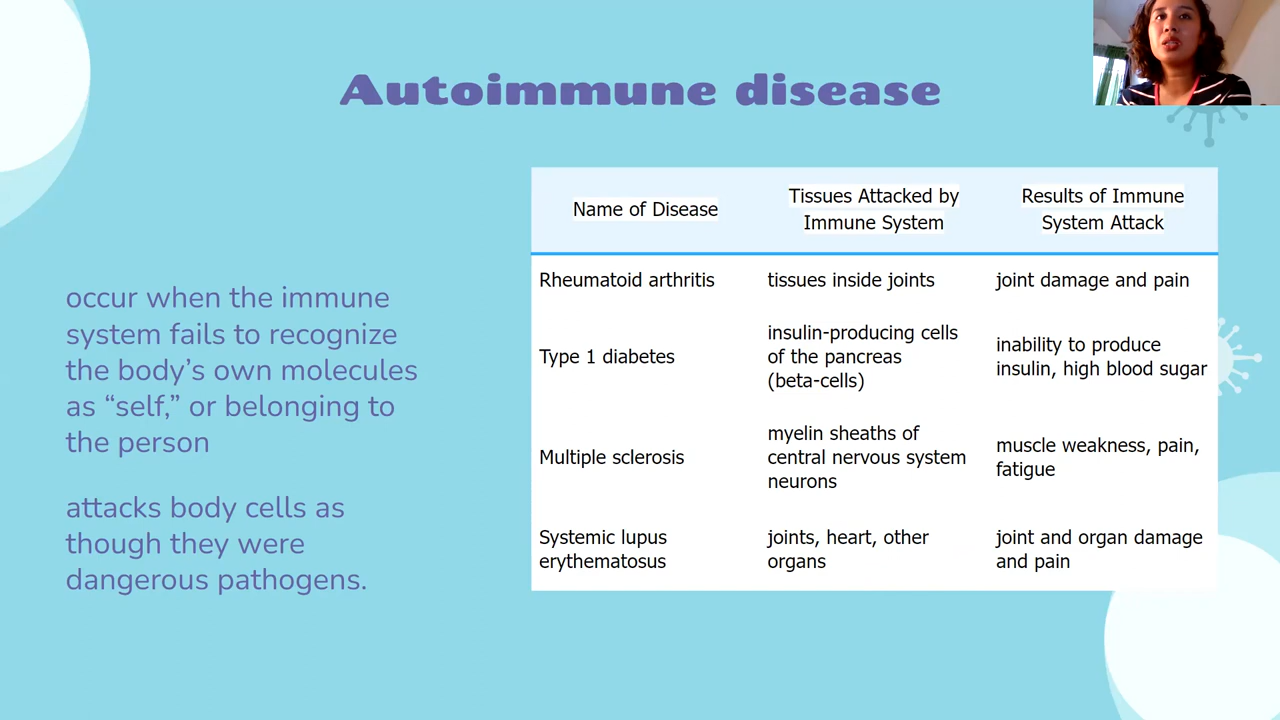 Autoimmune disease
occur when the immune
system fails to recognize
the body’s own molecules
as “self,” or belonging to
the person
attacks body cells as
though they were
dangerous pathogens.
Name of Disease
Tissues Attacked by
Immune System
Results of Immune
System Attack
Rheumatoid arthritis
tissues inside joints
joint damage and pain
Type 1 diabetes
insulin-producing cells
of the pancreas
(beta-cells)
inability to produce
insulin, high blood sugar
Multiple sclerosis
myelin sheaths of
central nervous system
neurons
muscle weakness, pain,
fatigue
Systemic lupus
erythematosus
joints, heart, other
organs
joint and organ damage
and pain